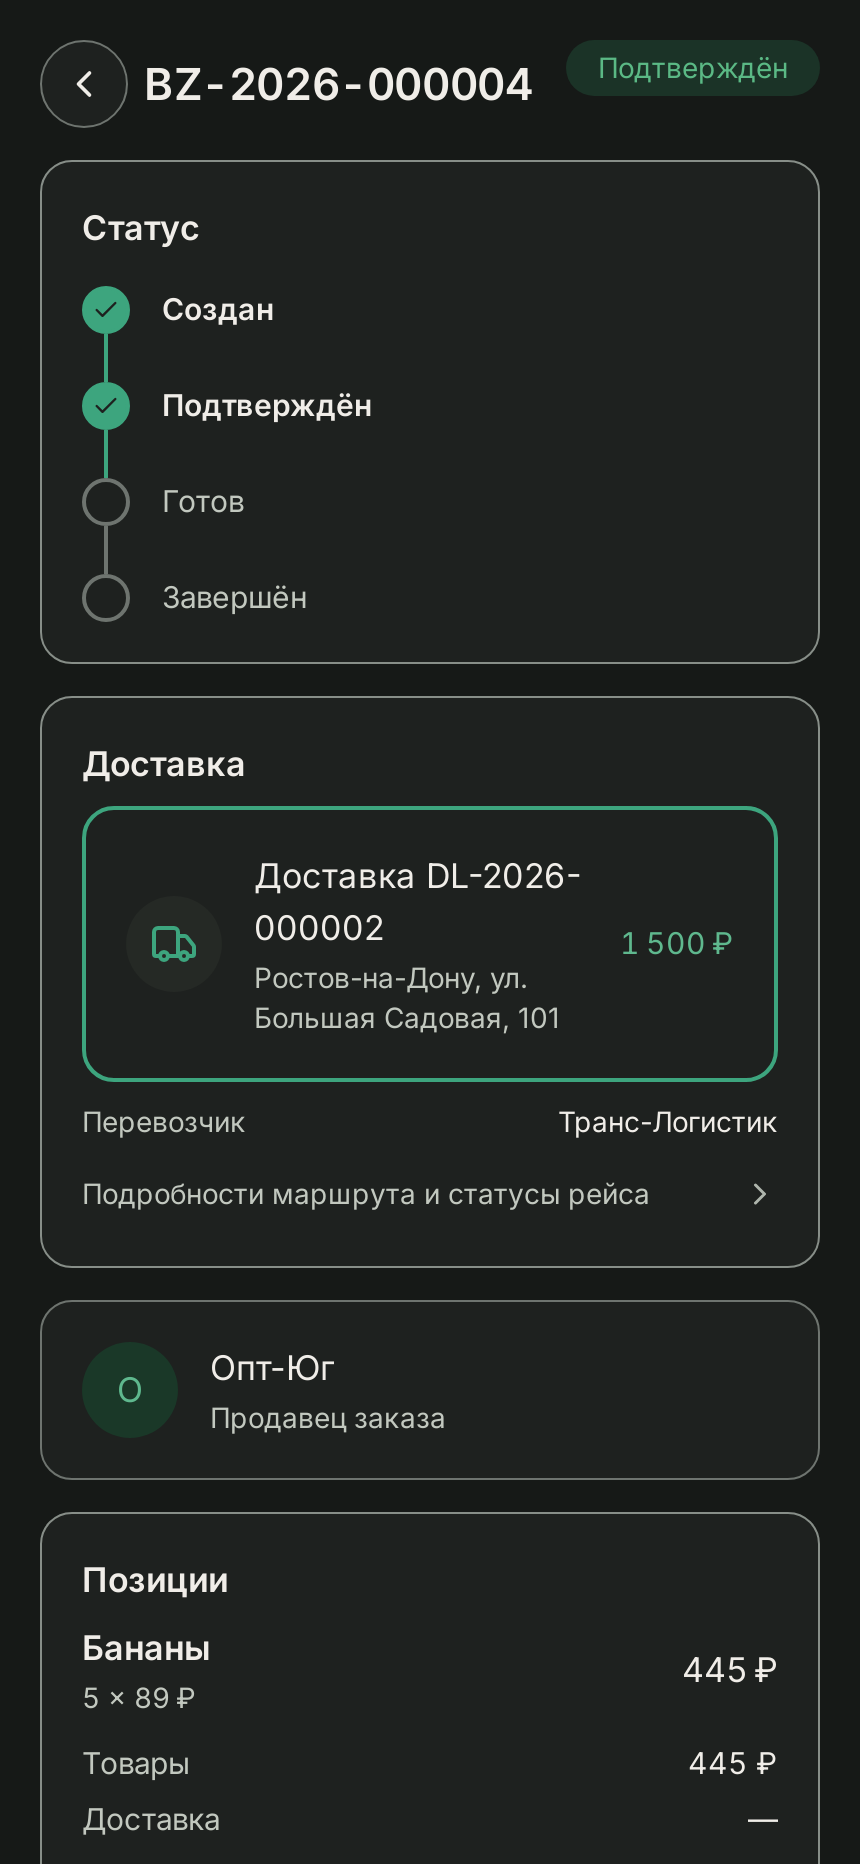 BZ-2026-000004
Подтверждён
Статус
Создан
Подтверждён
Готов
Завершён
Доставка
Доставка DL-2026-
000002
1 500 ₽
Ростов-на-Дону, ул.
Большая Садовая, 101
Перевозчик
Транс-Логистик
Подробности маршрута и статусы рейса
О
Опт-Юг
Продавец заказа
Позиции
Бананы
445 ₽
5 × 89 ₽
Товары
445 ₽
Доставка
—